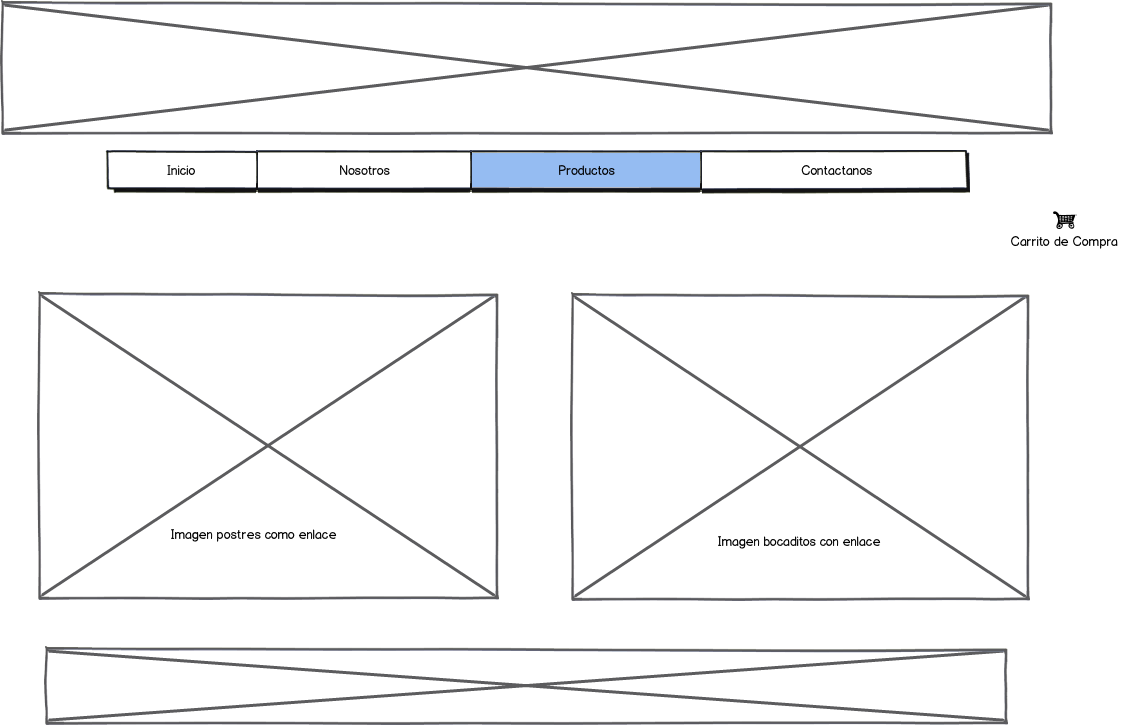 Inicio
Nosotros
Productos
Contactanos
Carrito de Compra
Imagen postres como enlace
Imagen bocaditos con enlace